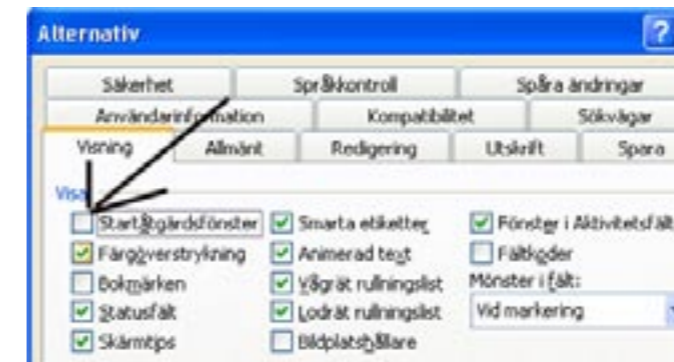 Alternativ
Säkerhet Språkkontroll Spåra ändringar
Användarinformation Kompatibilitet Sökvägar
Visning Allmänt Redigering Utskrift Spara
Visa
Startåtgärdsfönster Smarta etiketter Fönster i Aktivitetsfält
Färgöverstrykning Animerad text Fältkoder
Bokmärken Vågrät rullningslist Mönster i fält:
Statusfält Lodrät rullningslist Vid markering
Skärmtips Bildplatshållare